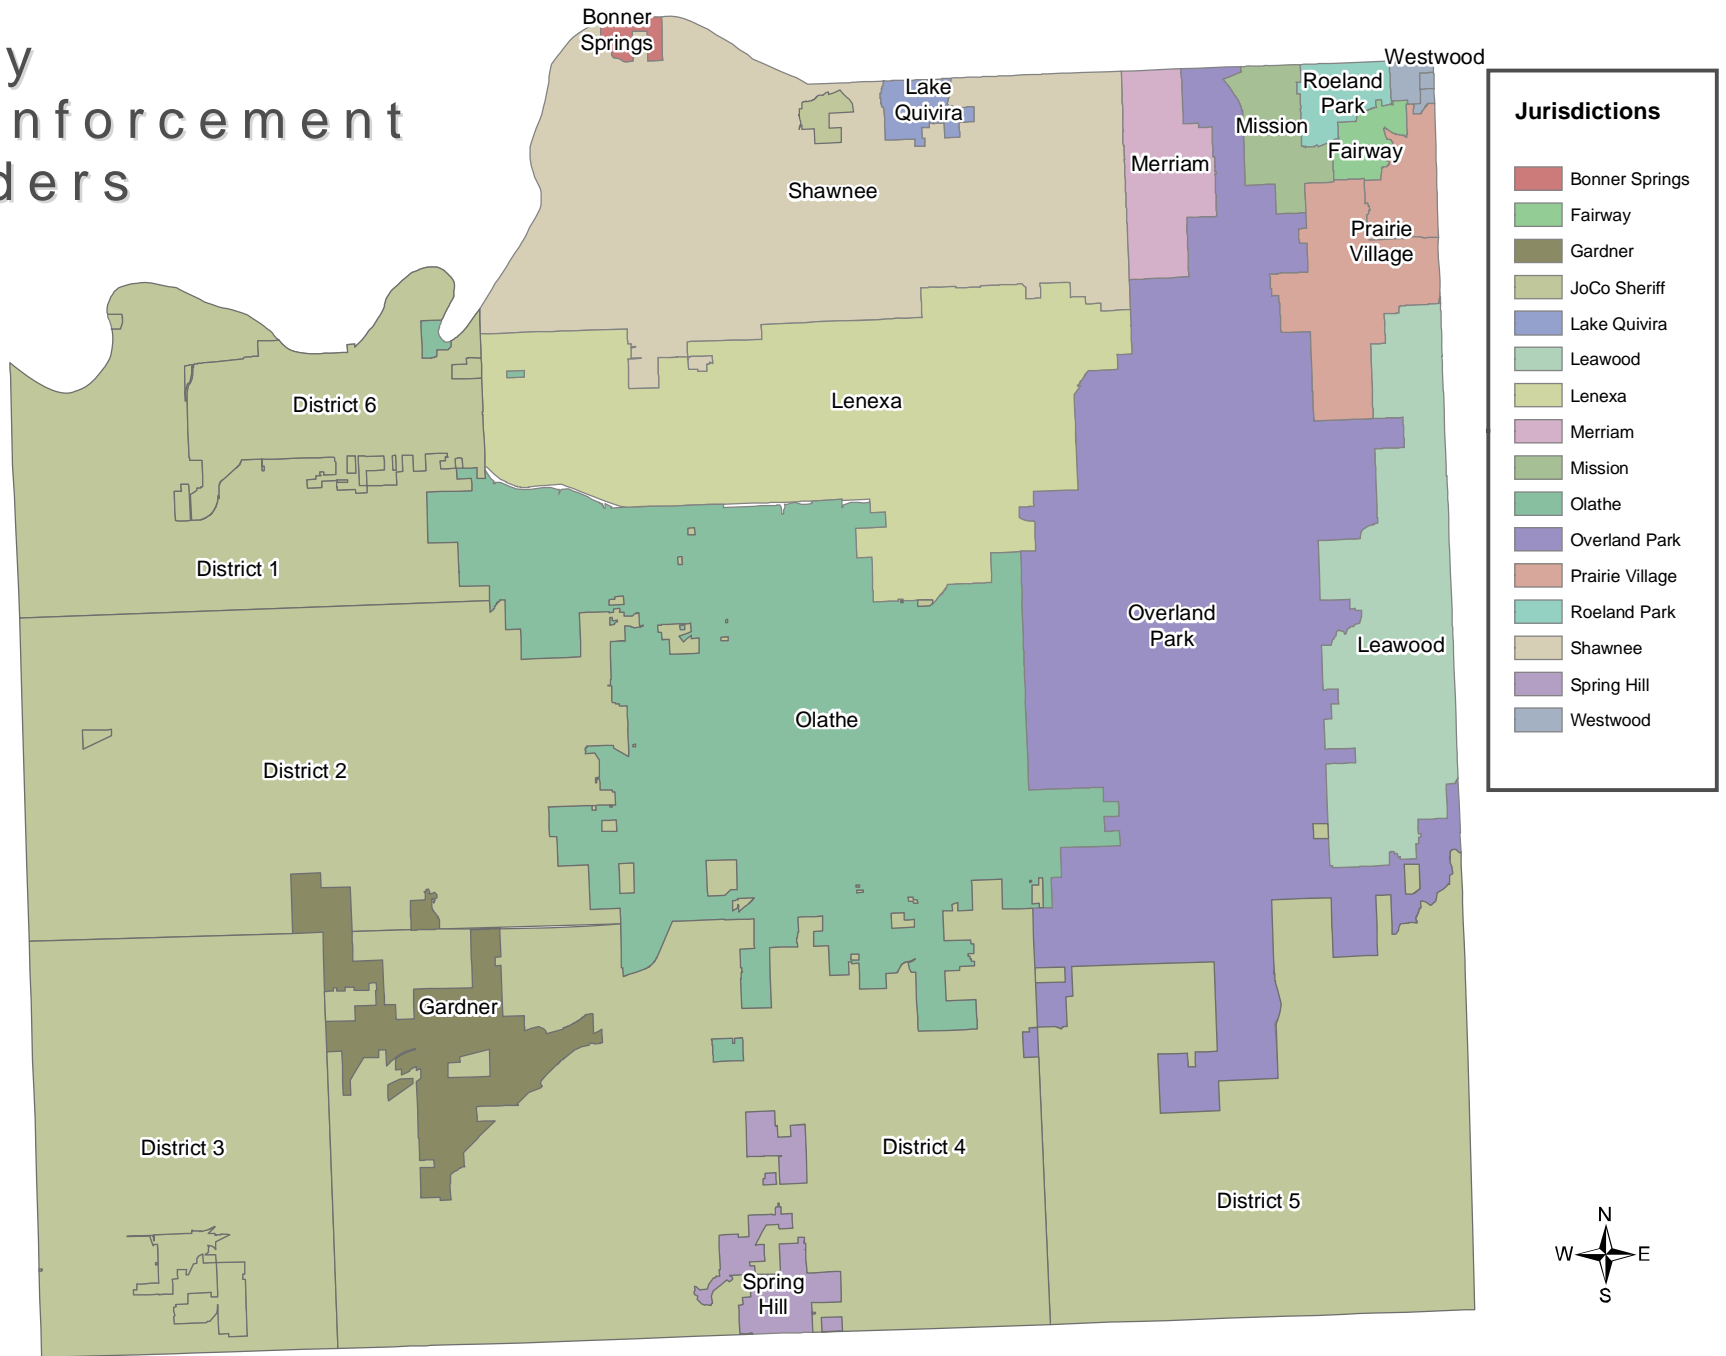 y
nforcement
ders
Bonner
Springs
Lake
Quivira
Shawnee
Merriam
Mission
Roeland
Park
Westwood
Fairway
Prairie
Village
District 6
Lenexa
District 1
Overland
Park
Leawood
Olathe
District 2
Gardner
District 3
District 4
District 5
Spring
Hill
Jurisdictions
Bonner Springs
Fairway
Gardner
JoCo Sheriff
Lake Quivira
Leawood
Lenexa
Merriam
Mission
Olathe
Overland Park
Prairie Village
Roeland Park
Shawnee
Spring Hill
Westwood
N
W E
S